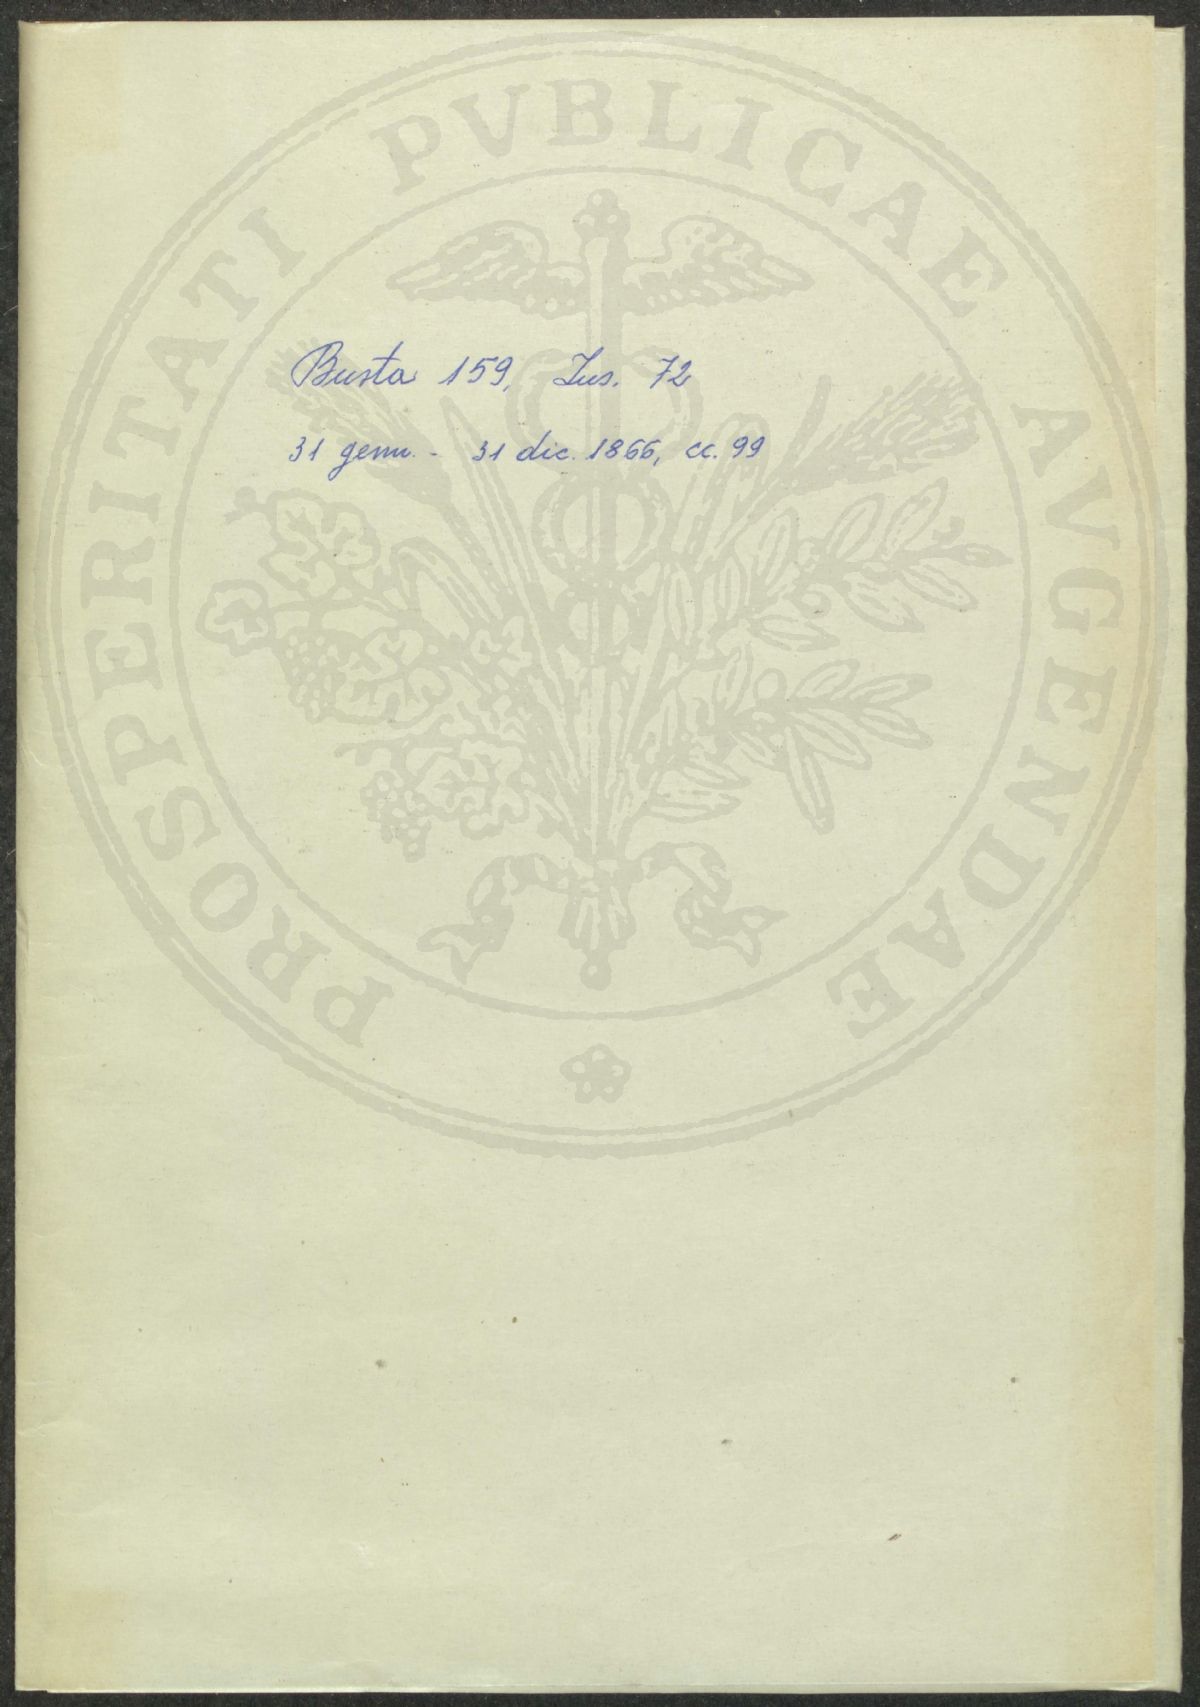 PROSPERITATI PVBLICAE AVGENDAE
Busta 159, Ins. 72
31 genn. - 31 dic. 1866, cc. 99